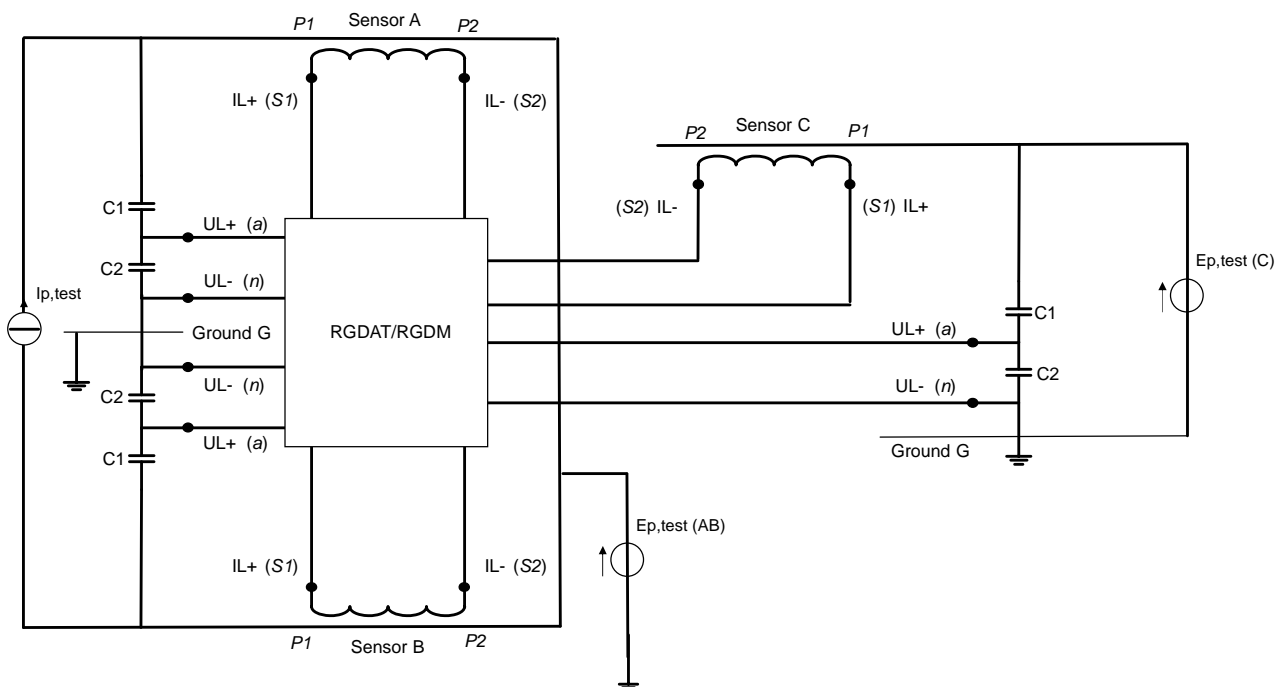 P1 Sensor A P2
IL+ (S1) IL- (S2)
P2 Sensor C P1
(S2) IL- (S1) IL+
C1
UL+ (a)
C2
UL- (n)
Ip,test
Ground G
RGDAT/RGDM
UL- (n)
C2
UL+ (a)
C1
Ep,test (C)
C1
UL+ (a)
C2
UL- (n)
Ground G
Ep,test (AB)
IL+ (S1) IL- (S2)
P1 Sensor B P2